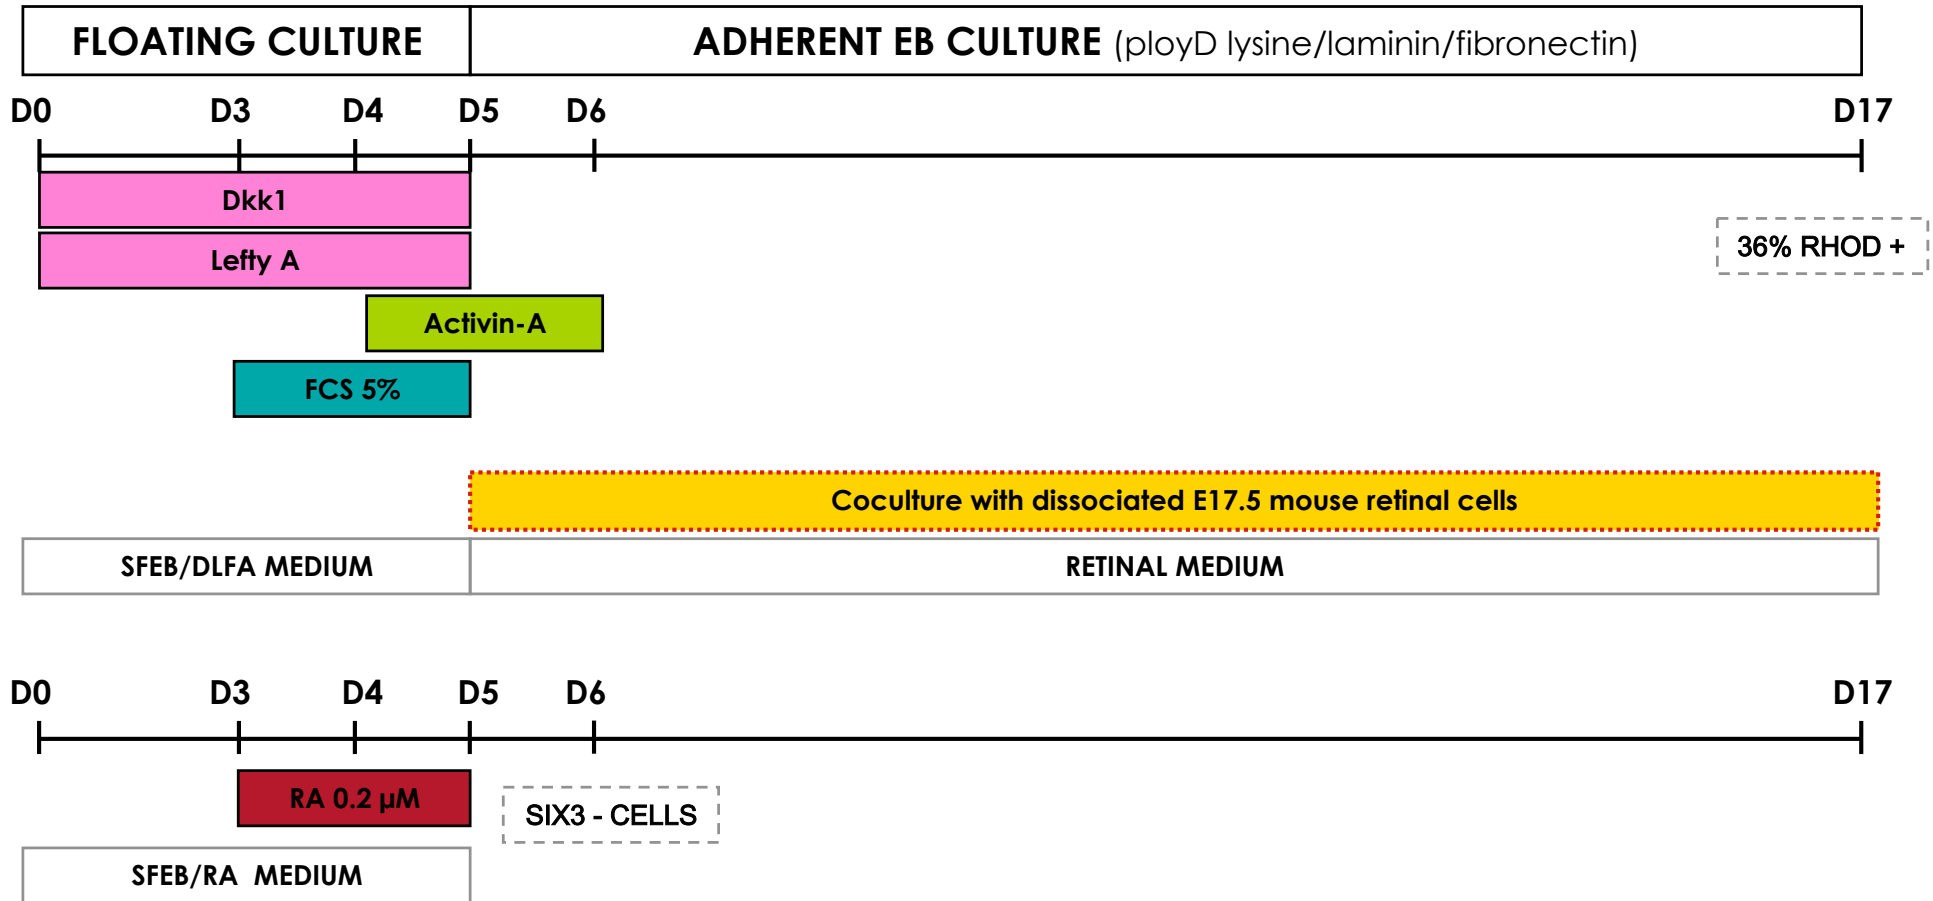 FLOATING CULTURE
ADHERENT EB CULTURE (ployD lysine/laminin/fibronectin)
D0 D3 D4 D5 D6 D17
Dkk1
Lefty A
36% RHOD +
Activin-A
FCS 5%
Coculture with dissociated E17.5 mouse retinal cells
SFEB/DLFA MEDIUM
RETINAL MEDIUM
D0 D3 D4 D5 D6 D17
RA 0.2 µM
SIX3 - CELLS
SFEB/RA MEDIUM